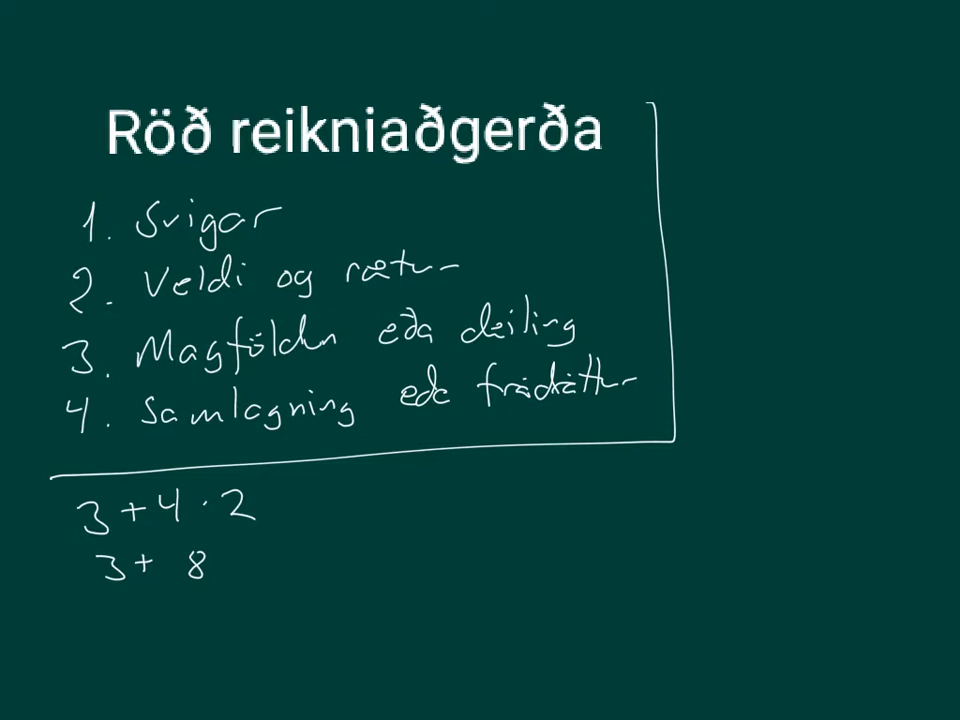 Röð reikniaðgerða
1. Svigar
2. Veldi og rætur
3. Magföldun eða deiling
4. Samlagning eða frádráttur
3 + 4 · 2
3 + 8